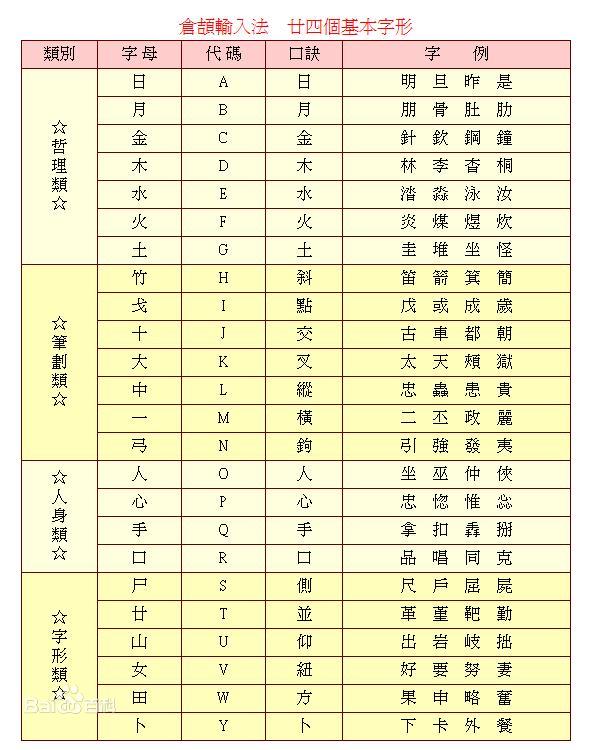 倉頡輸入法　廿四個基本字形
類別 字母 代碼 口訣 字例
☆哲理類☆
日 A 日 明 旦 昨 是
月 B 月 朋 骨 肚 肋
金 C 金 針 欽 鋼 鐘
木 D 木 林 李 杳 桐
水 E 水 沓 淼 泳 汝
火 F 火 炎 煤 煜 炊
土 G 土 圭 堆 坐 怪
☆筆劃類☆
竹 H 斜 笛 箭 箕 簡
戈 I 點 戊 或 成 歲
十 J 交 古 車 都 朝
大 K 叉 太 天 頰 獄
中 L 縱 忠 蟲 患 貴
一 M 橫 二 丕 政 麗
弓 N 鉤 引 強 發 夷
☆人身類☆
人 O 人 坐 巫 仲 俠
心 P 心 忠 惚 惟 惢
手 Q 手 拿 扣 掰
口 R 口 品 唱 同 克
☆字形類☆
尸 S 側 尺 戶 屈 屍
廿 T 並 革 堇 靶 勤
山 U 仰 出 岩 岐 拙
女 V 紐 好 要 努 妻
田 W 方 果 申 略 奮
卜 Y 卜 下 卡 外 餐
Bai百科